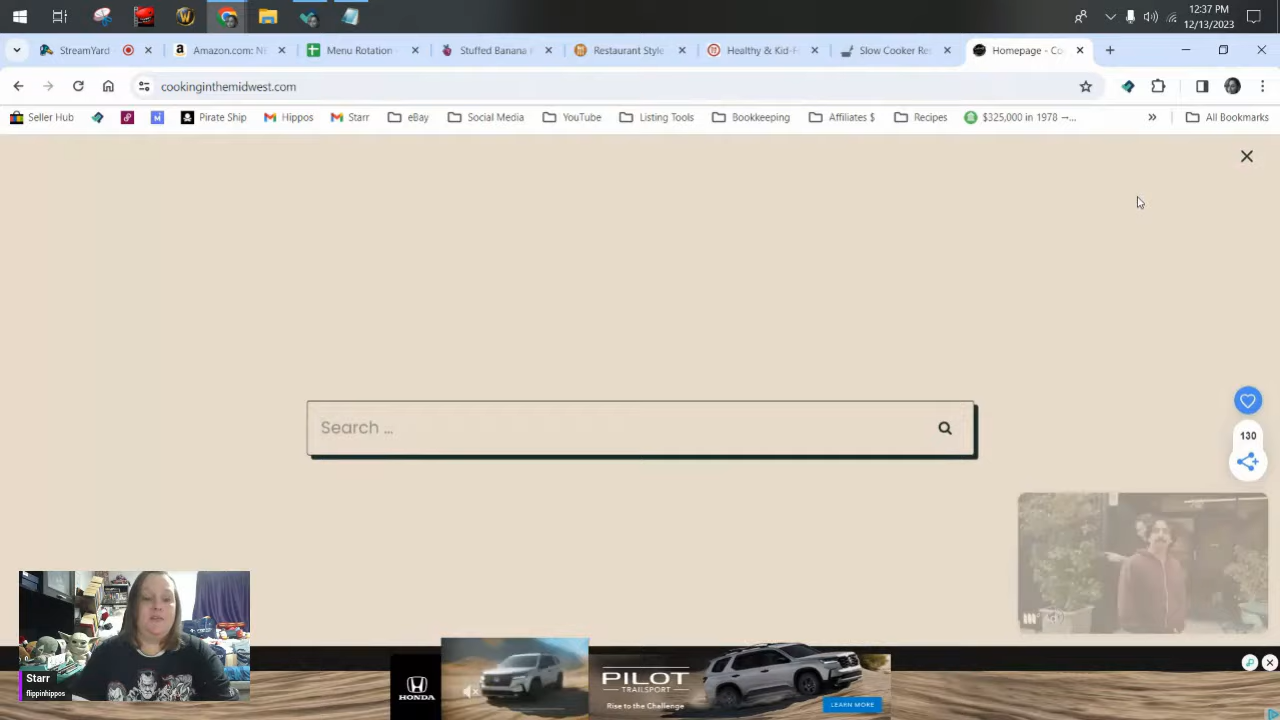 12:37 PM
12/13/2023
StreamYard
Amazon.com: N
Menu Rotation
Stuffed Banana
Restaurant Style
Healthy & Kid-F
Slow Cooker Re
Homepage - Co
cookinginthemidwest.com
Seller Hub
Pirate Ship
Hippos
Starr
eBay
Social Media
YouTube
Listing Tools
Bookkeeping
Affiliates $
Recipes
$325,000 in 1978 →...
All Bookmarks
Search ...
130
Starr
flippinhippos
HONDA
PILOT
TRAILSPORT
Rise to the Challenge
LEARN MORE